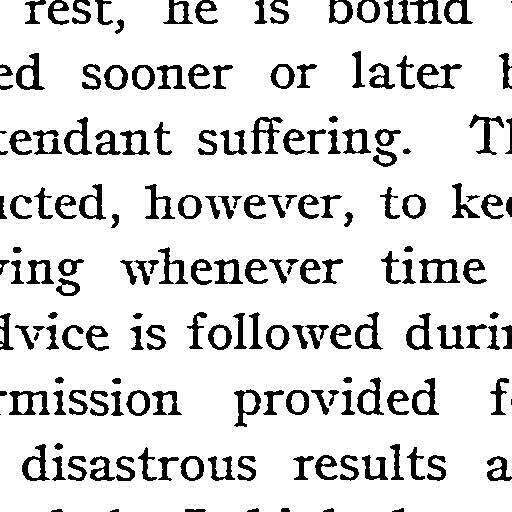 rest, he is bound
ed sooner or later b
tendant suffering. Th
ucted, however, to kee
ving whenever time
dvice is followed durin
rmission provided f
disastrous results a